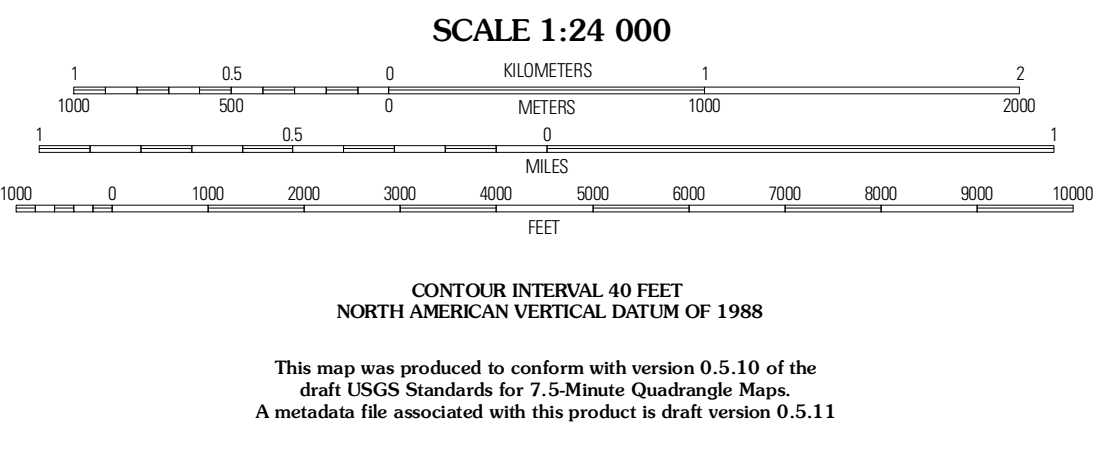 SCALE 1:24 000
1 0.5 0 KILOMETERS 1 2
1000 500 0 METERS 1000 2000
1 0.5 0 1
MILES
1000 0 1000 2000 3000 4000 5000 6000 7000 8000 9000 10000
FEET
CONTOUR INTERVAL 40 FEET
NORTH AMERICAN VERTICAL DATUM OF 1988
This map was produced to conform with version 0.5.10 of the
draft USGS Standards for 7.5-Minute Quadrangle Maps.
A metadata file associated with this product is draft version 0.5.11